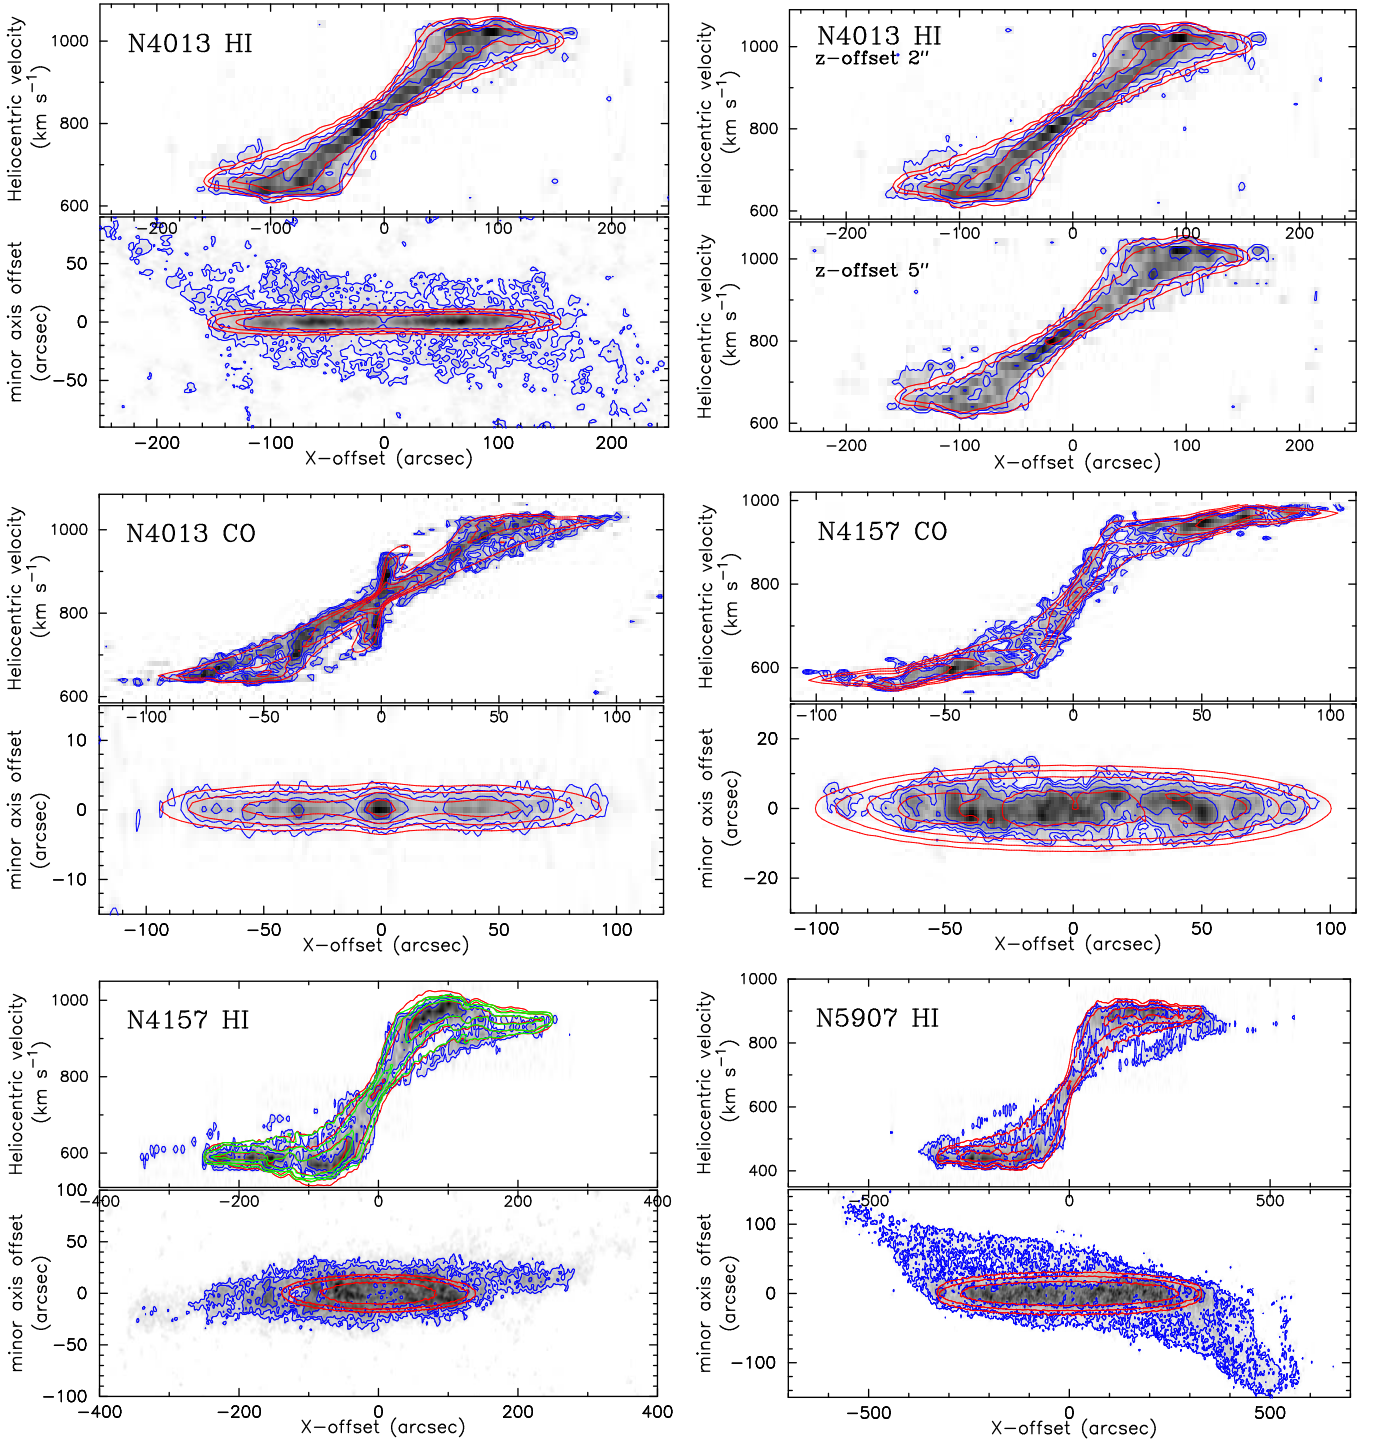 N4013 HI
Heliocentric velocity
(km s⁻¹)
1000
800
600
−200 −100 0 100 200
minor axis offset
(arcsec)
50
0
−50
−200 −100 0 100 200
X−offset (arcsec)
N4013 HI
z−offset 2″
Heliocentric velocity
(km s⁻¹)
1000
800
600
−200 −100 0 100 200
z−offset 5″
Heliocentric velocity
(km s⁻¹)
1000
800
600
−200 −100 0 100 200
X−offset (arcsec)
N4013 CO
Heliocentric velocity
(km s⁻¹)
1000
800
600
−100 −50 0 50 100
minor axis offset
(arcsec)
10
0
−10
−100 −50 0 50 100
X−offset (arcsec)
N4157 CO
Heliocentric velocity
(km s⁻¹)
1000
800
600
−100 −50 0 50 100
minor axis offset
(arcsec)
20
0
−20
−100 −50 0 50 100
X−offset (arcsec)
N4157 HI
Heliocentric velocity
(km s⁻¹)
1000
800
600
−400 −200 0 200 400
minor axis offset
(arcsec)
100
50
0
−50
−100
−400 −200 0 200 400
X−offset (arcsec)
N5907 HI
Heliocentric velocity
(km s⁻¹)
1000
800
600
400
−500 0 500
minor axis offset
(arcsec)
100
0
−100
−500 0 500
X−offset (arcsec)